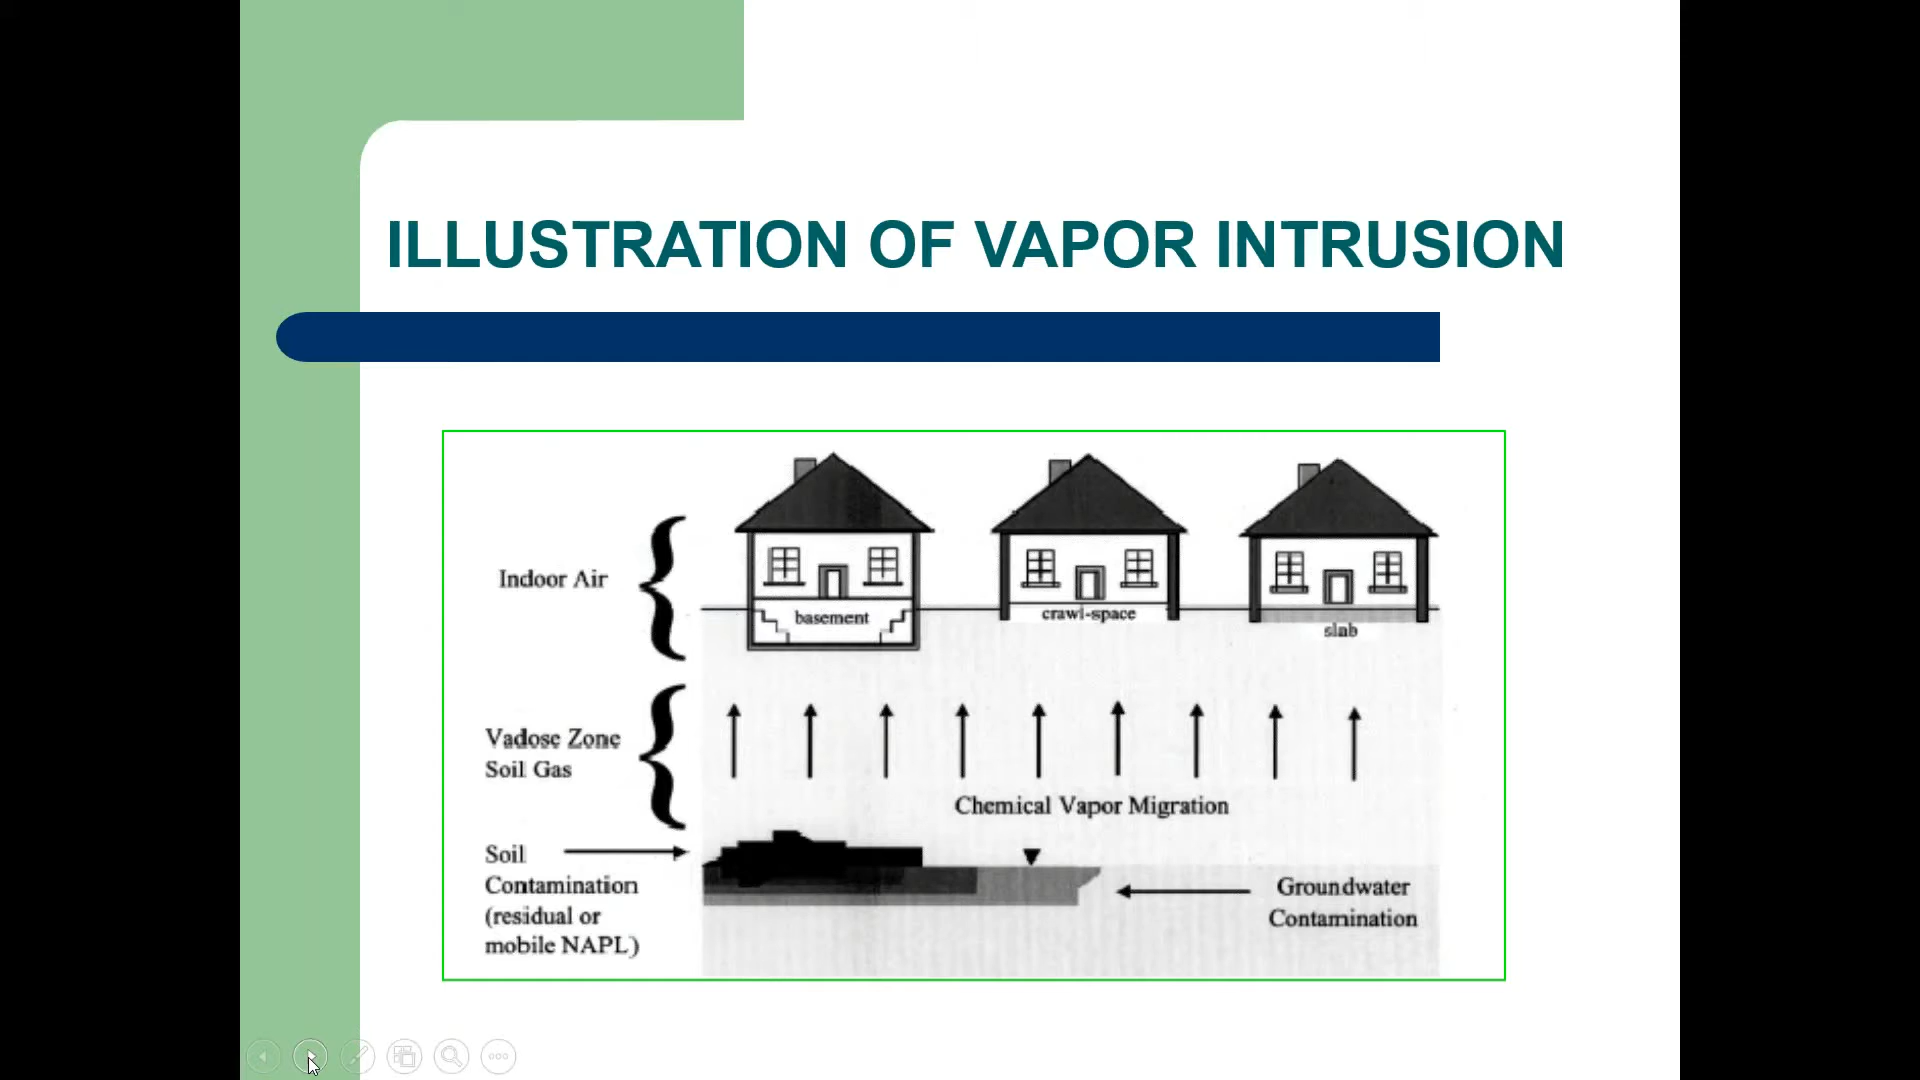 ILLUSTRATION OF VAPOR INTRUSION
Indoor Air
basement
crawl-space
slab
Vadose Zone
Soil Gas
Chemical Vapor Migration
Soil
Contamination
(residual or
mobile NAPL)
Groundwater
Contamination